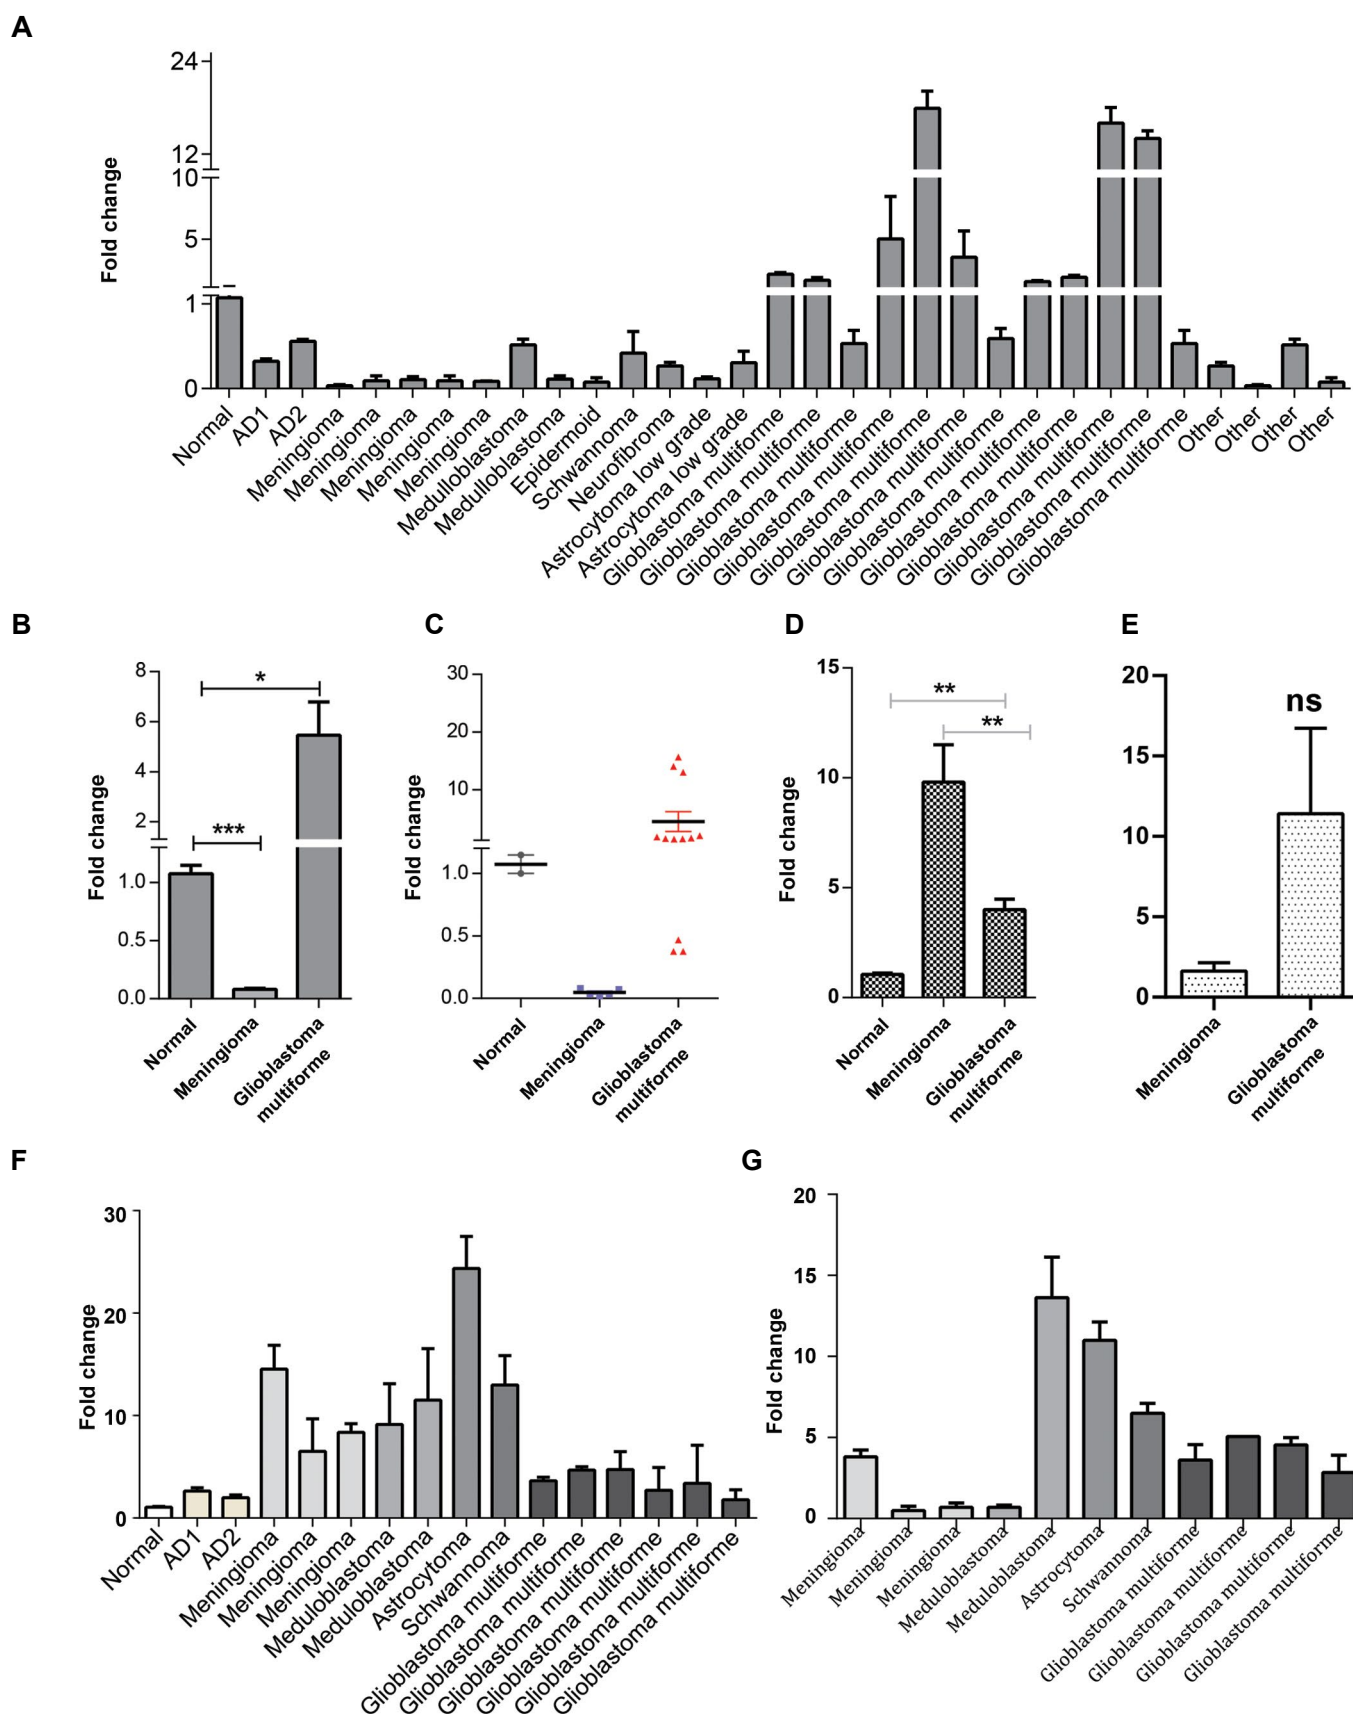 A
Fold change
24
12
10
5
1
0
Normal
AD1
AD2
Meningioma
Meningioma
Meningioma
Meningioma
Meningioma
Medulloblastoma
Medulloblastoma
Epidermoid
Schwannoma
Neurofibroma
Astrocytoma low grade
Astrocytoma low grade
Glioblastoma multiforme
Glioblastoma multiforme
Glioblastoma multiforme
Glioblastoma multiforme
Glioblastoma multiforme
Glioblastoma multiforme
Glioblastoma multiforme
Glioblastoma multiforme
Glioblastoma multiforme
Glioblastoma multiforme
Glioblastoma multiforme
Glioblastoma multiforme
Other
Other
Other
Other
B
Fold change
8
6
4
2
1.0
0.5
0.0
*
***
Normal
Meningioma
Glioblastoma
multiforme
C
Fold change
30
20
10
1.0
0.5
0.0
Normal
Meningioma
Glioblastoma
multiforme
D
Fold change
15
10
5
0
**
**
Normal
Meningioma
Glioblastoma
multiforme
E
20
15
10
5
0
ns
Meningioma
Glioblastoma
multiforme
F
Fold change
30
20
10
0
Normal
AD1
AD2
Meningioma
Meningioma
Meningioma
Meduloblastoma
Meduloblastoma
Astrocytoma
Schwannoma
Glioblastoma multiforme
Glioblastoma multiforme
Glioblastoma multiforme
Glioblastoma multiforme
Glioblastoma multiforme
Glioblastoma multiforme
G
Fold change
20
15
10
5
0
Meningioma
Meningioma
Meningioma
Meduloblastoma
Meduloblastoma
Astrocytoma
Schwannoma
Glioblastoma multiforme
Glioblastoma multiforme
Glioblastoma multiforme
Glioblastoma multiforme